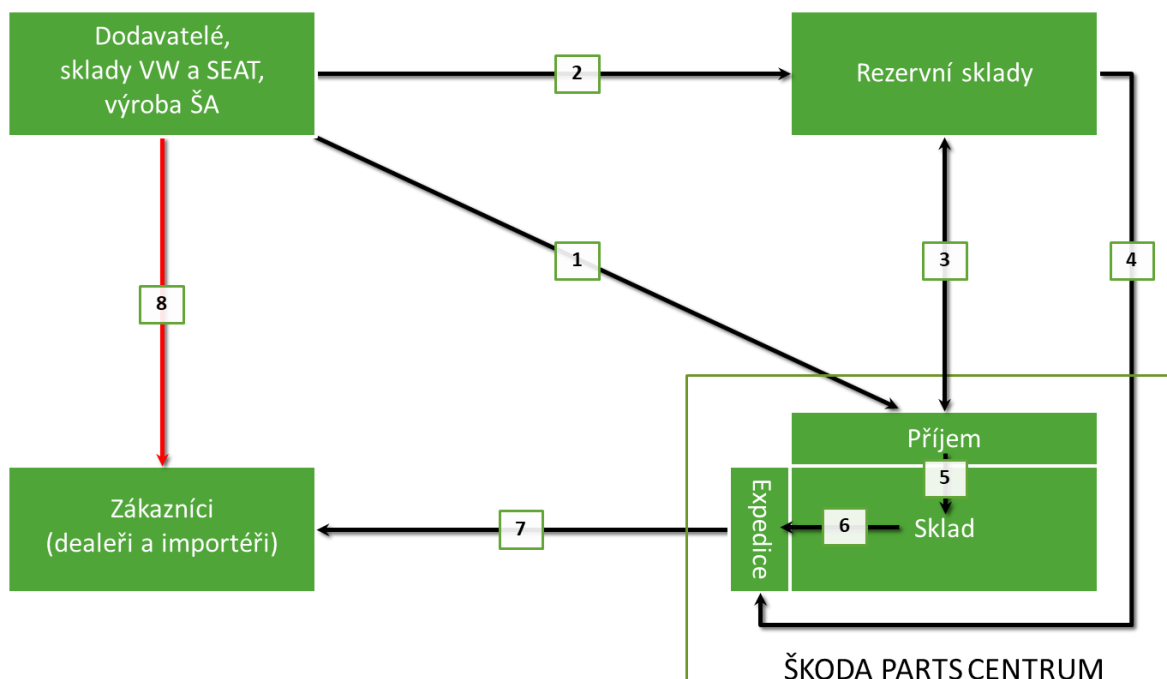 Dodavatelé,
sklady VW a SEAT,
výroba ŠA
2
Rezervní sklady
1
3
4
8
Příjem
5
Zákazníci
(dealeři a importéři)
7
Expedice
6
Sklad
ŠKODA PARTS CENTRUM